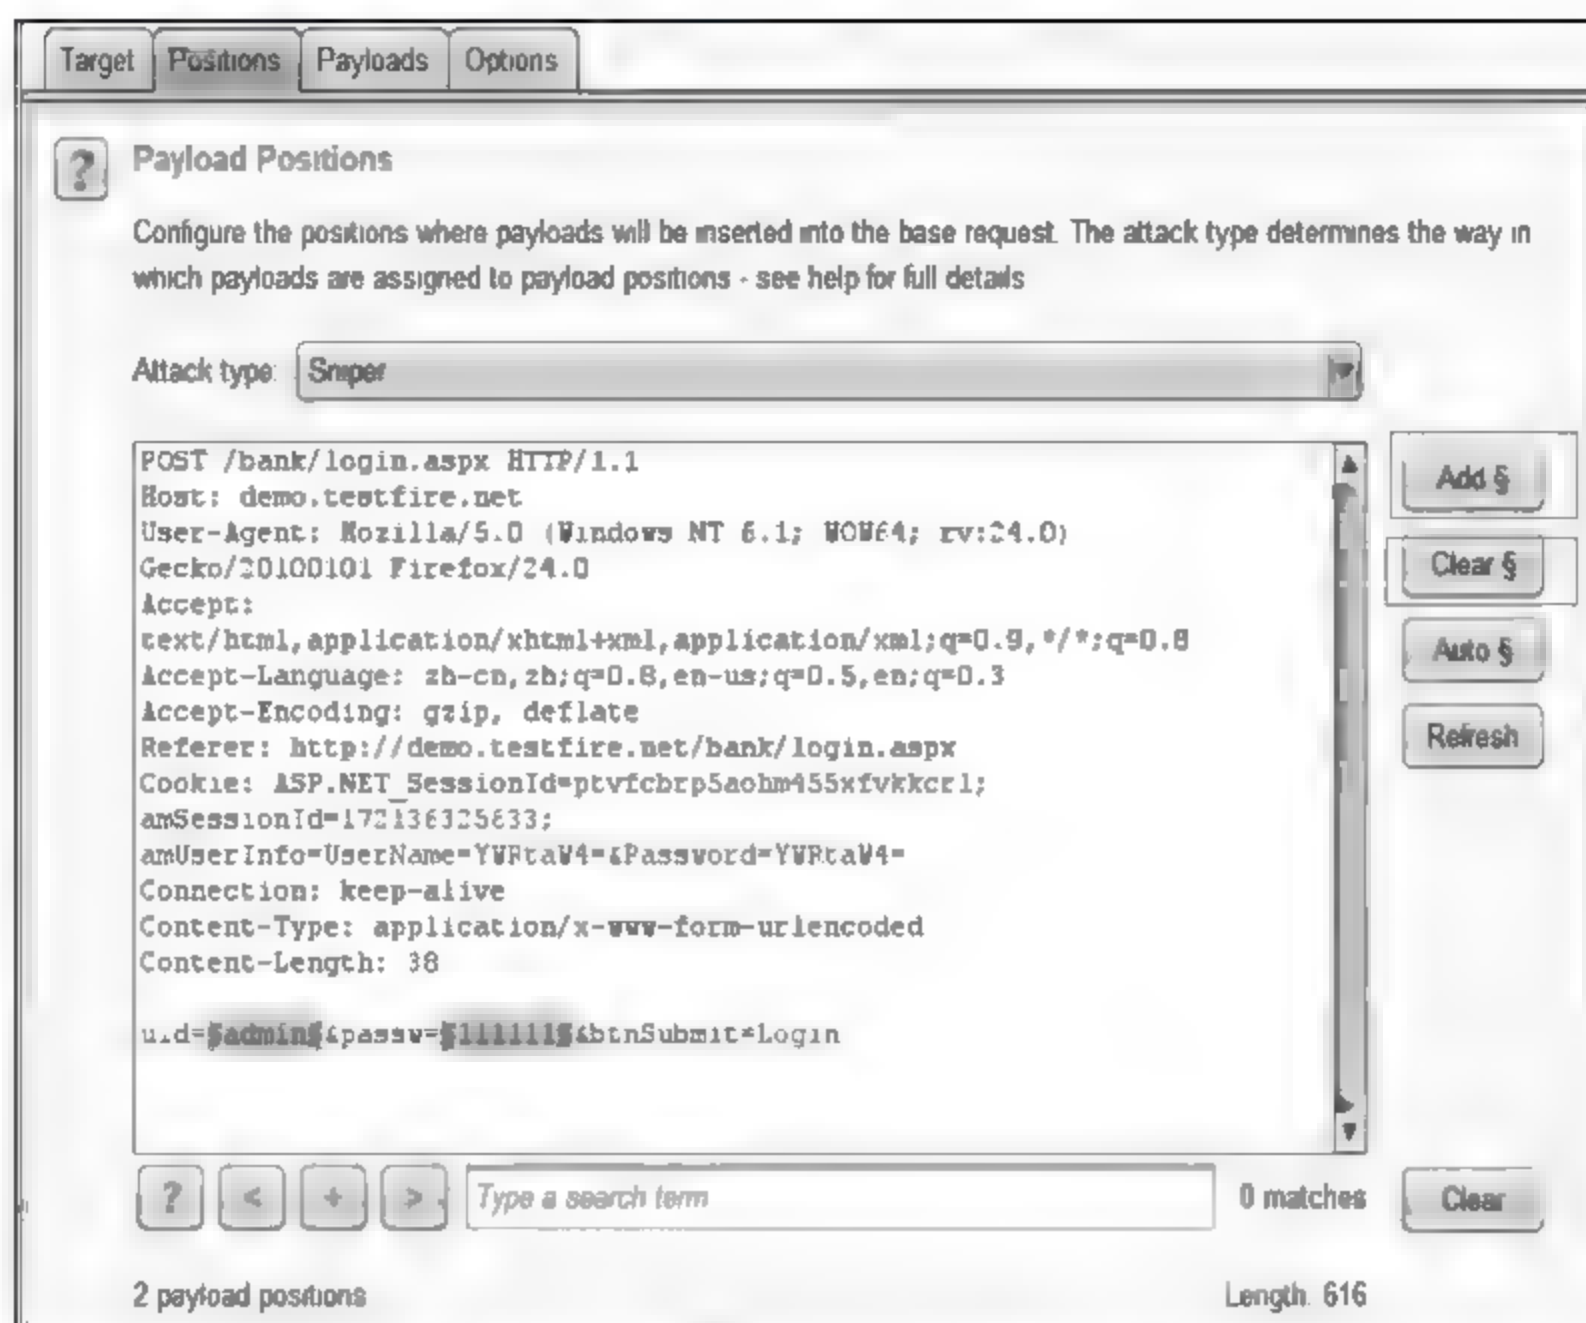 Target Positions Payloads Options
? Payload Positions
Configure the positions where payloads will be inserted into the base request. The attack type determines the way in
which payloads are assigned to payload positions - see help for full details
Attack type: Sniper
POST /bank/login.aspx HTTP/1.1
Host: demo.testfire.net
User-Agent: Mozilla/5.0 (Windows NT 6.1; WOW64; rv:24.0)
Gecko/20100101 Firefox/24.0
Accept:
text/html,application/xhtml+xml,application/xml;q=0.9,*/*;q=0.8
Accept-Language: zh-cn,zh;q=0.8,en-us;q=0.5,en;q=0.3
Accept-Encoding: gzip, deflate
Referer: http://demo.testfire.net/bank/login.aspx
Cookie: ASP.NET_SessionId=ptvfcbrp5aohm455xfvkkcrl;
amSessionId=172136325633;
amUserInfo=UserName=YWRtaW4=&Password=YWRtaW4=
Connection: keep-alive
Content-Type: application/x-www-form-urlencoded
Content-Length: 38
uid=§admin§&passw=§111111§&btnSubmit=Login
Add §
Clear §
Auto §
Refresh
? < + > Type a search term 0 matches Clear
2 payload positions Length: 616